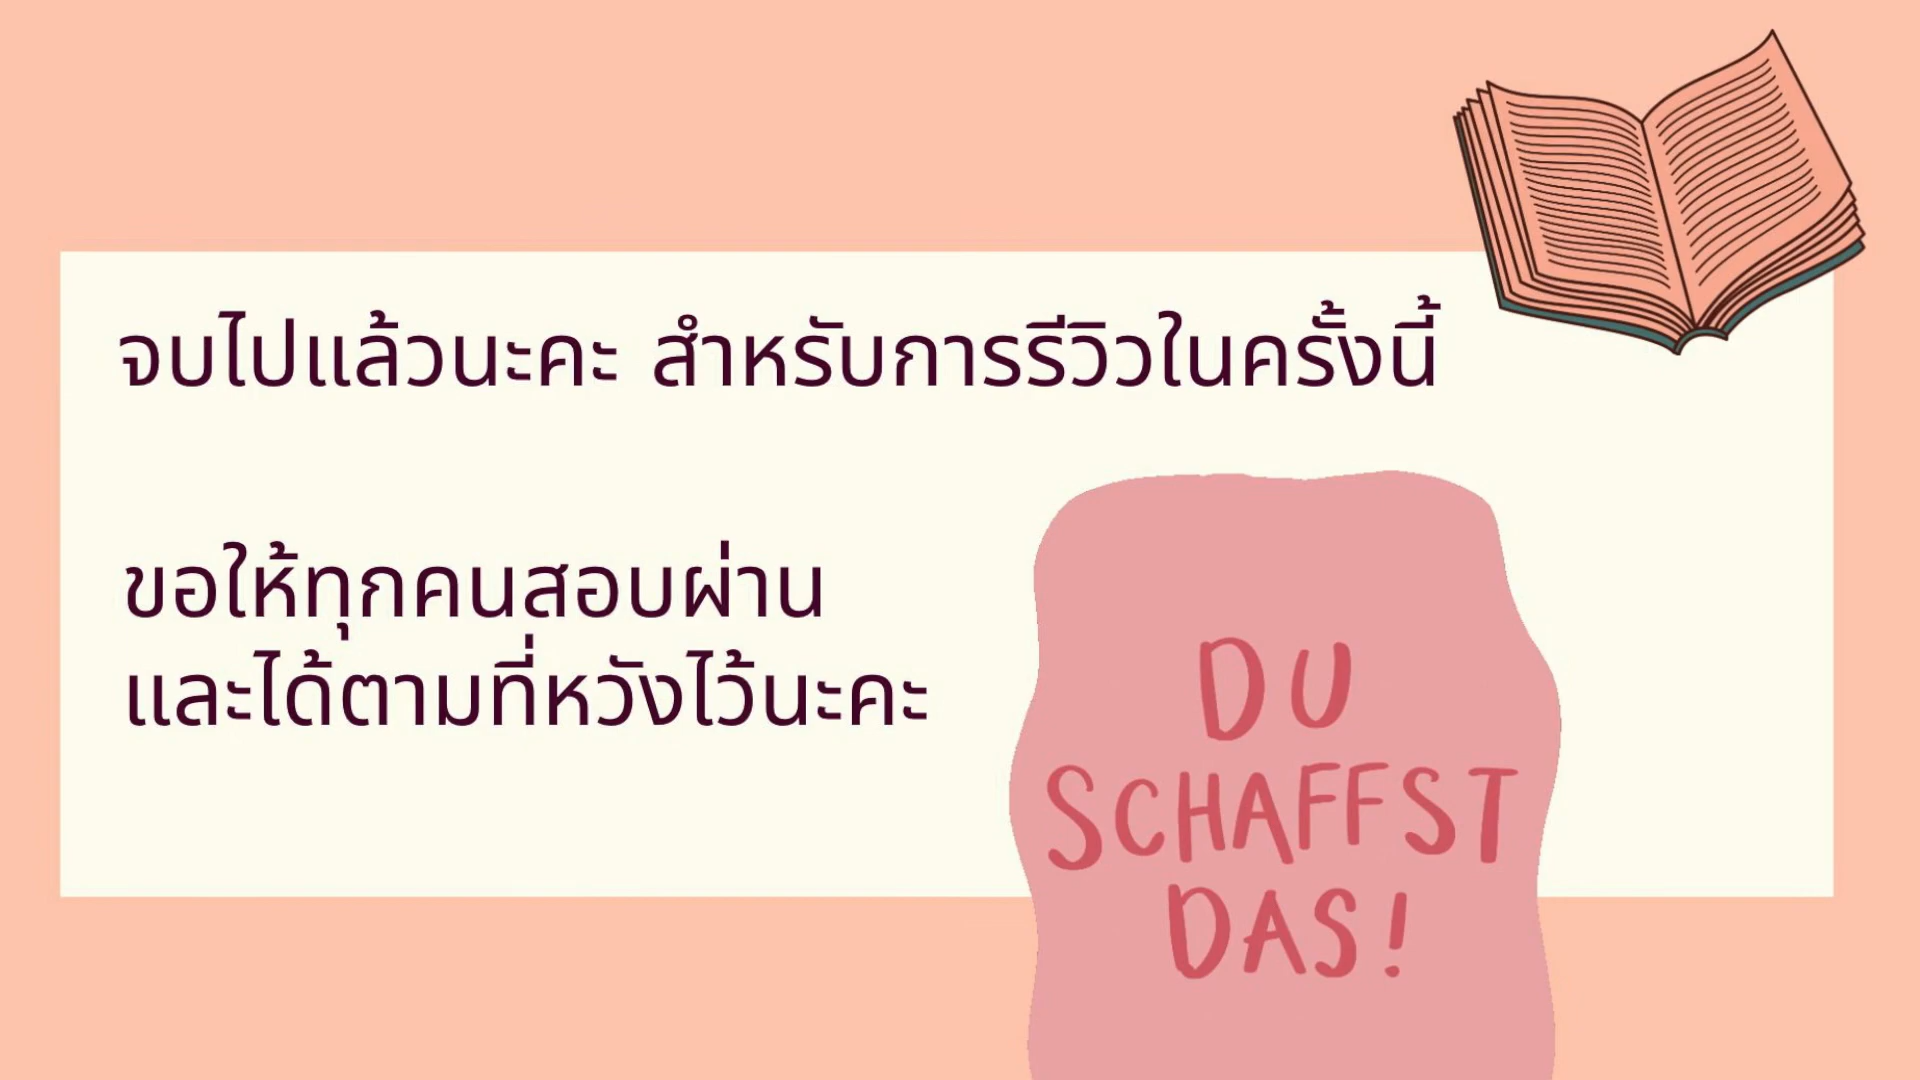 จบไปแล้วนะคะ สำหรับการรีวิวในครั้งนี้
ขอให้ทุกคนสอบผ่าน
และได้ตามที่หวังไว้นะคะ
DU
SCHAFFST
DAS!